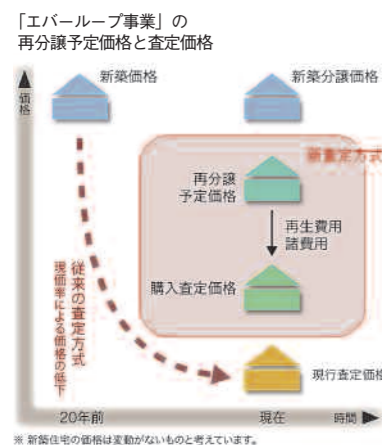 「エバーループ事業」の
再分譲予定価格と査定価格
新築価格
新築分譲価格
価格
新査定方式
再分譲
予定価格
再生費用
諸費用
購入査定価格
従来の査定方式
現価率による価格の低下
現行査定価格
20年前
現在
時間
※ 新築住宅の価格は変動がないものと考えています。